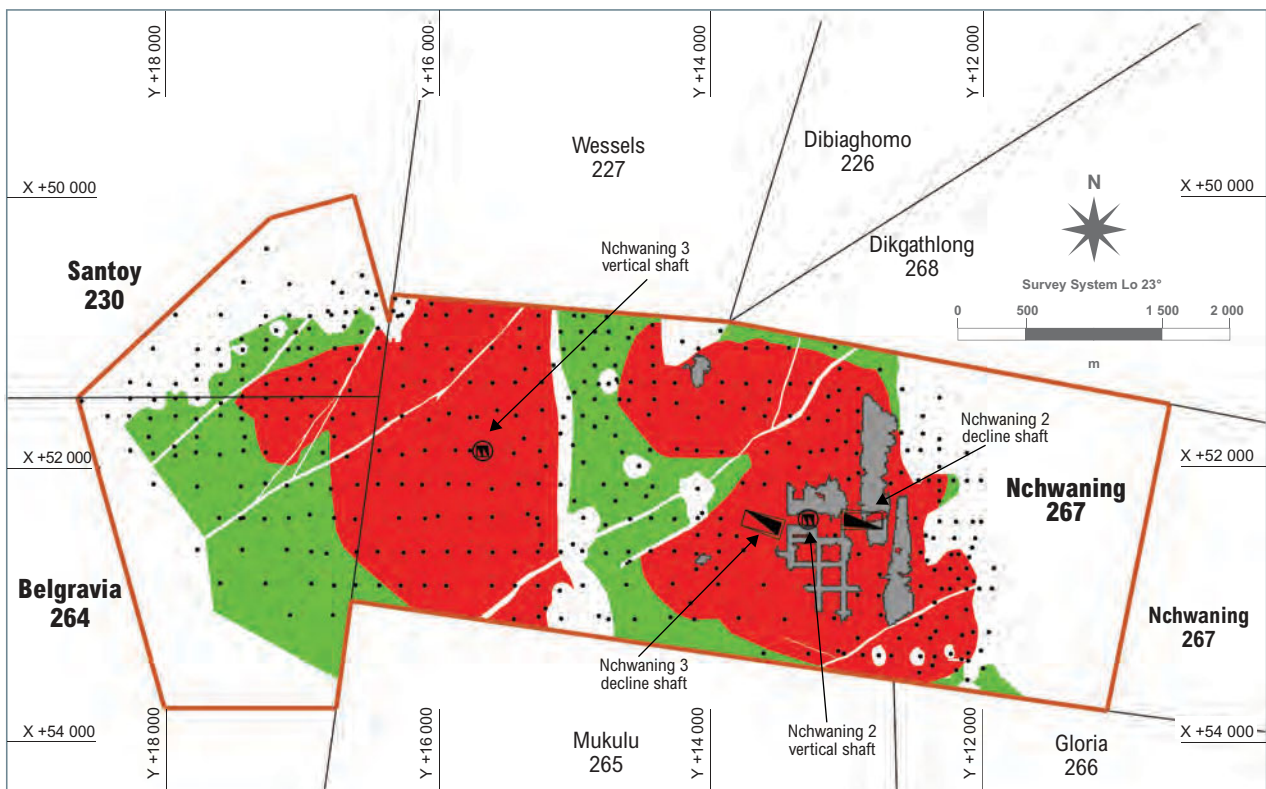 Y +18 000
Y +16 000
Y +14 000
Y +12 000
Wessels
227
Dibiaghomo
226
X +50 000
X +50 000
N
Dikgathlong
268
Nchwaning 3
vertical shaft
Santoy
230
Survey System Lo 23°
0 500 1 500 2 000
m
Nchwaning 2
decline shaft
X +52 000
X +52 000
Nchwaning
267
Belgravia
264
Nchwaning
267
Nchwaning 3
decline shaft
Nchwaning 2
vertical shaft
Y +18 000
Y +16 000
Y +14 000
Y +12 000
X +54 000
X +54 000
Mukulu
265
Gloria
266